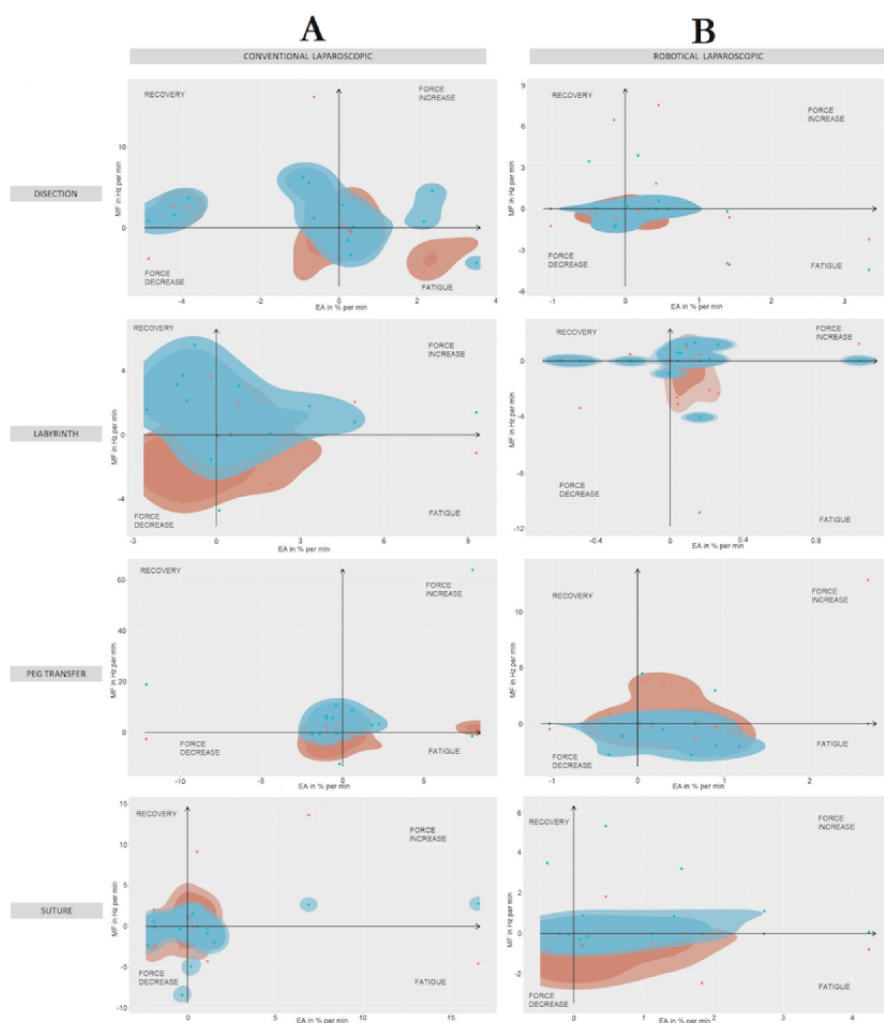 A
B
CONVENTIONAL LAPAROSCOPIC
ROBOTICAL LAPAROSCOPIC
DISECTION
RECOVERY
FORCE
INCREASE
10
0
MF in Hz per min
FORCE
DECREASE
FATIGUE
-4
-2
0
2
4
EA in % per min
9
6
3
0
-3
-6
MF in Hz per min
RECOVERY
FORCE
INCREASE
FORCE
DECREASE
FATIGUE
-1
0
1
2
3
EA in % per min
LABYRINTH
RECOVERY
FORCE
INCREASE
4
0
-4
MF in Hz per min
FORCE
DECREASE
FATIGUE
-3
0
3
6
9
EA in % per min
RECOVERY
FORCE
INCREASE
0
-4
-8
-12
MF in Hz per min
FORCE
DECREASE
FATIGUE
-0.4
0
0.4
0.8
EA in % per min
PEG TRANSFER
RECOVERY
FORCE
INCREASE
60
40
20
0
MF in Hz per min
FORCE
DECREASE
FATIGUE
-10
-5
0
5
EA in % per min
RECOVERY
FORCE
INCREASE
10
5
0
MF in Hz per min
FORCE
DECREASE
FATIGUE
-1
0
1
2
EA in % per min
SUTURE
RECOVERY
FORCE
INCREASE
15
10
5
0
-5
-10
MF in Hz per min
FORCE
DECREASE
FATIGUE
0
5
10
15
EA in % per min
RECOVERY
FORCE
INCREASE
6
4
2
0
-2
MF in Hz per min
FORCE
DECREASE
FATIGUE
0
1
2
3
4
EA in % per min